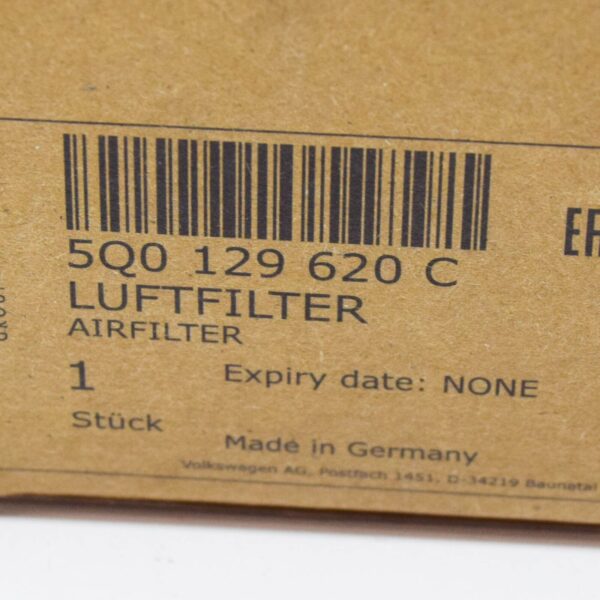 5Q0 129 620 C
LUFTFILTER
AIRFILTER
1
Expiry date: NONE
Stück
Made in Germany
Volkswagen AG, Postfach 1451, D-34219 Baunatal